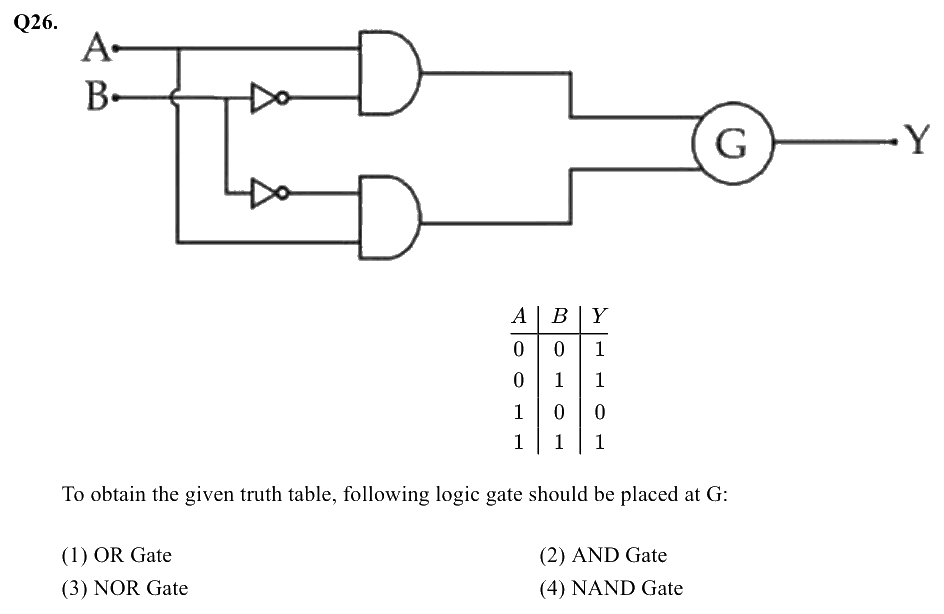 Q26.
A
B
G
Y
A B Y
0 0 1
0 1 1
1 0 0
1 1 1
To obtain the given truth table, following logic gate should be placed at G:
(1) OR Gate (2) AND Gate
(3) NOR Gate (4) NAND Gate